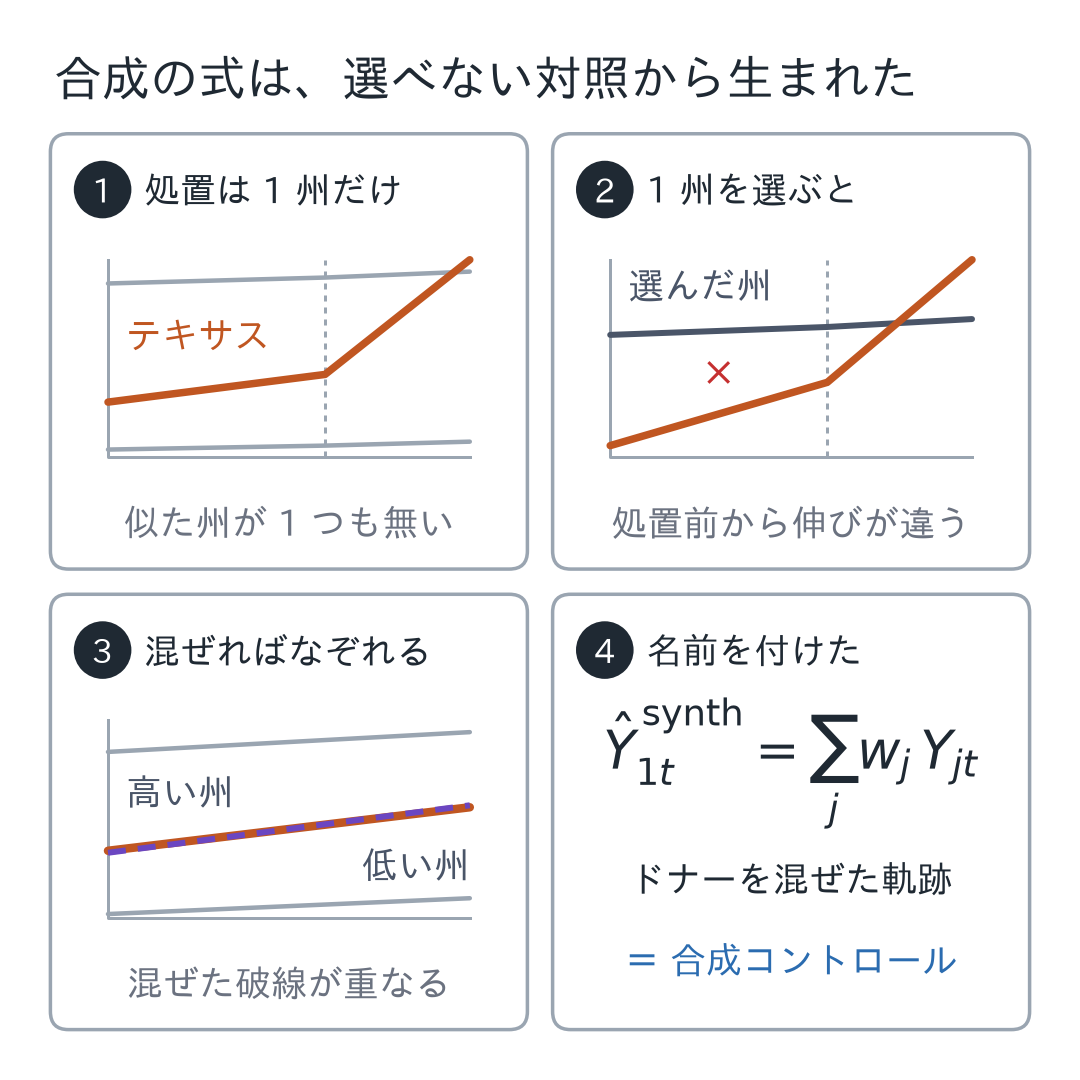 合成の式は、選べない対照から生まれた
1 処置は 1 州だけ
テキサス
似た州が 1 つも無い
2 1 州を選ぶと
選んだ州
×
処置前から伸びが違う
3 混ぜればなぞれる
高い州
低い州
混ぜた破線が重なる
4 名前を付けた
Ŷ_{1t}^{synth} = ∑_j w_j Y_{jt}
ドナーを混ぜた軌跡
= 合成コントロール